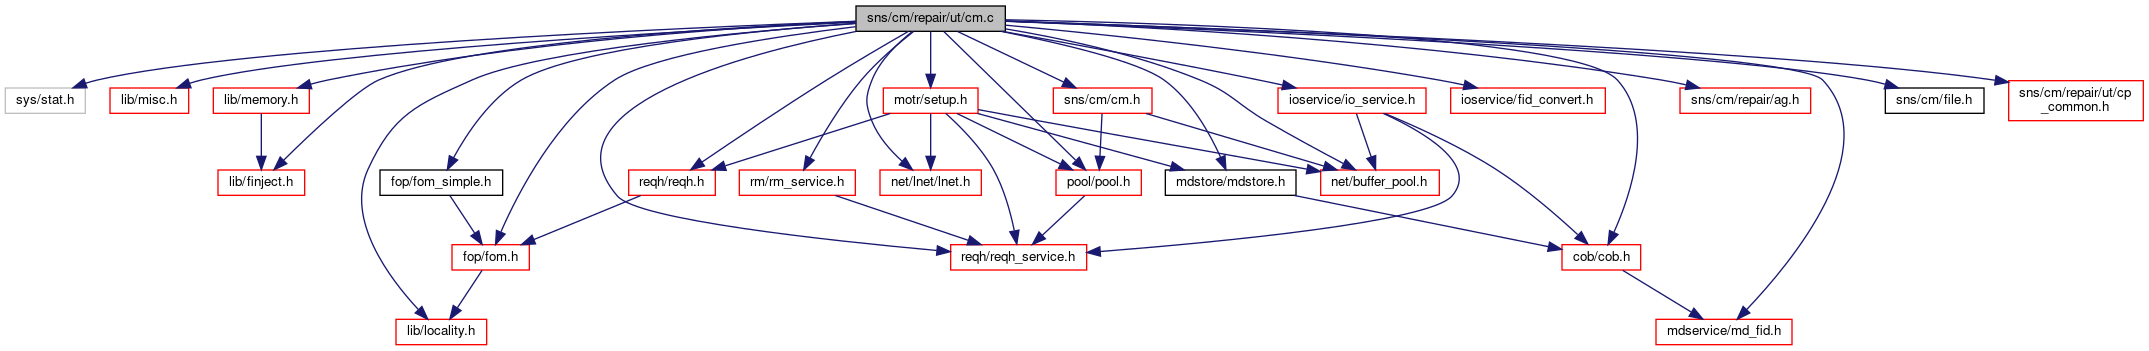 sns/cm/repair/ut/cm.c
sys/stat.h
lib/misc.h
lib/memory.h
motr/setup.h
sns/cm/cm.h
ioservice/io_service.h
ioservice/fid_convert.h
sns/cm/repair/ag.h
sns/cm/file.h
sns/cm/repair/ut/cp
_common.h
lib/finject.h
fop/fom_simple.h
reqh/reqh.h
rm/rm_service.h
net/lnet/lnet.h
pool/pool.h
mdstore/mdstore.h
net/buffer_pool.h
fop/fom.h
reqh/reqh_service.h
cob/cob.h
lib/locality.h
mdservice/md_fid.h